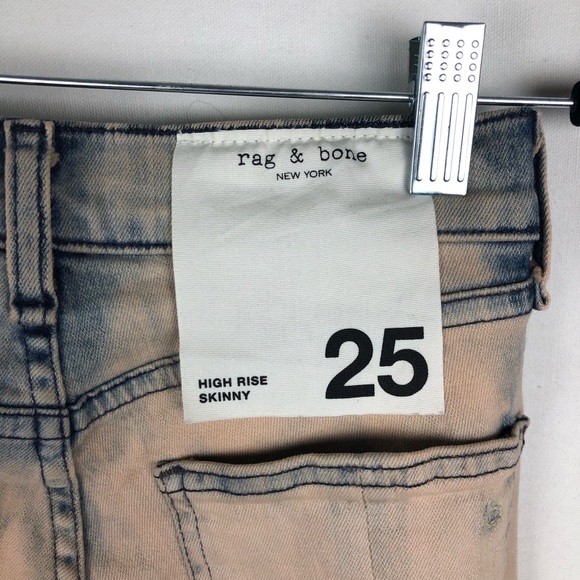 rag & bone
NEW YORK
HIGH RISE
SKINNY
25